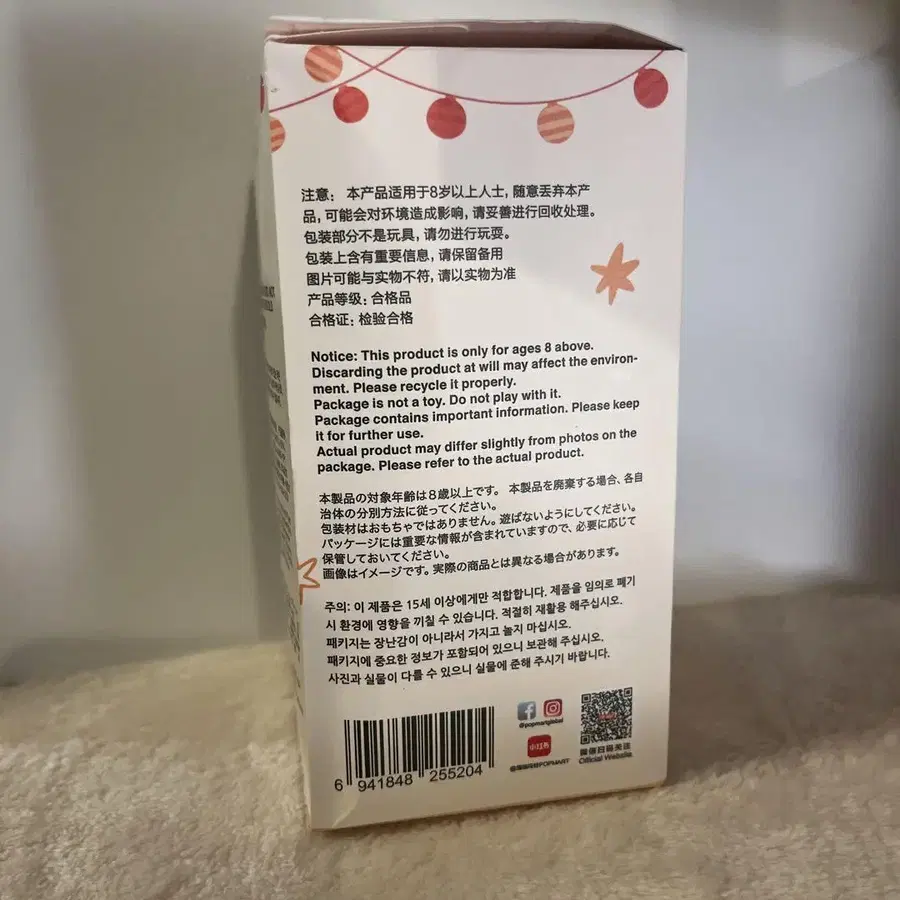 注意： 本产品适用于8岁以上人士，随意丢弃本产
品，可能会对环境造成影响，请妥善进行回收处理。
包装部分不是玩具，请勿进行玩耍。
包装上含有重要信息，请保留备用
图片可能与实物不符，请以实物为准
产品等级：合格品
合格证：检验合格
Notice: This product is only for ages 8 above.
Discarding the product at will may affect the environ-
ment. Please recycle it properly.
Package is not a toy. Do not play with it.
Package contains important information. Please keep
it for further use.
Actual product may differ slightly from photos on the
package. Please refer to the actual product.
本製品の対象年齢は8歳以上です。 本製品を廃棄する場合、各自
治体の分別方法に従ってください。
包装材はおもちゃではありません。遊ばないようにしてください。
パッケージには重要な情報が含まれていますので、必要に応じて
保管しておいてください。
画像はイメージです。実際の商品とは異なる場合があります。
주의: 이 제품은 15세 이상에게만 적합합니다. 제품을 임의로 폐기
시 환경에 영향을 끼칠 수 있습니다. 적절히 재활용 해주십시오.
패키지는 장난감이 아니라서 가지고 놀지 마십시오.
패키지에 중요한 정보가 포함되어 있으니 보관해 주십시오.
사진과 실물이 다를 수 있으니 실물에 준해 주시기 바랍니다.
@popmartglobal
小红书
POPMART
Official Website
6 941848 255204